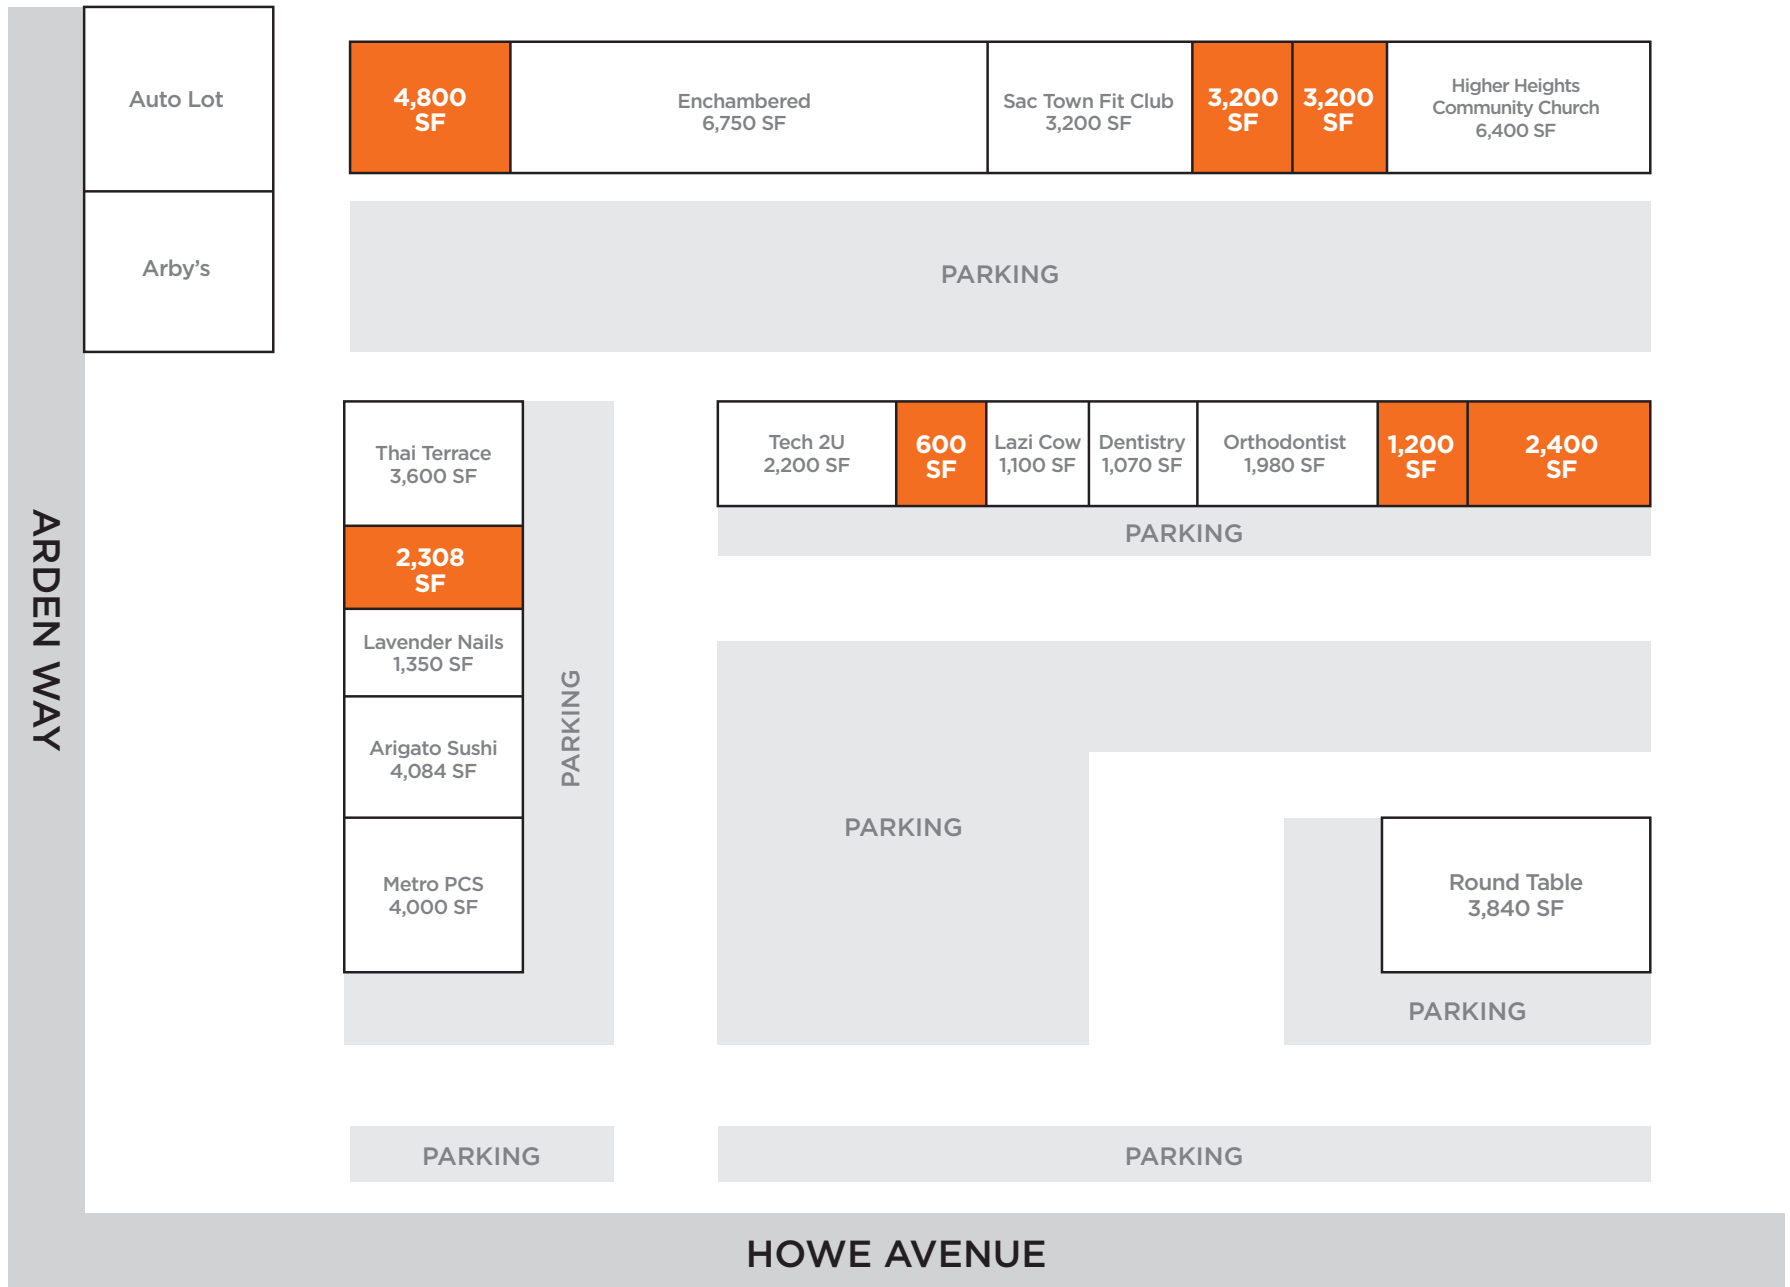 Auto Lot
Arby’s
4,800
SF
Enchambered
6,750 SF
Sac Town Fit Club
3,200 SF
3,200
SF
3,200
SF
Higher Heights
Community Church
6,400 SF
PARKING
Thai Terrace
3,600 SF
2,308
SF
Lavender Nails
1,350 SF
Arigato Sushi
4,084 SF
Metro PCS
4,000 SF
PARKING
Tech 2U
2,200 SF
600
SF
Lazi Cow
1,100 SF
Dentistry
1,070 SF
Orthodontist
1,980 SF
1,200
SF
2,400
SF
PARKING
PARKING
Round Table
3,840 SF
PARKING
PARKING
PARKING
ARDEN WAY
HOWE AVENUE